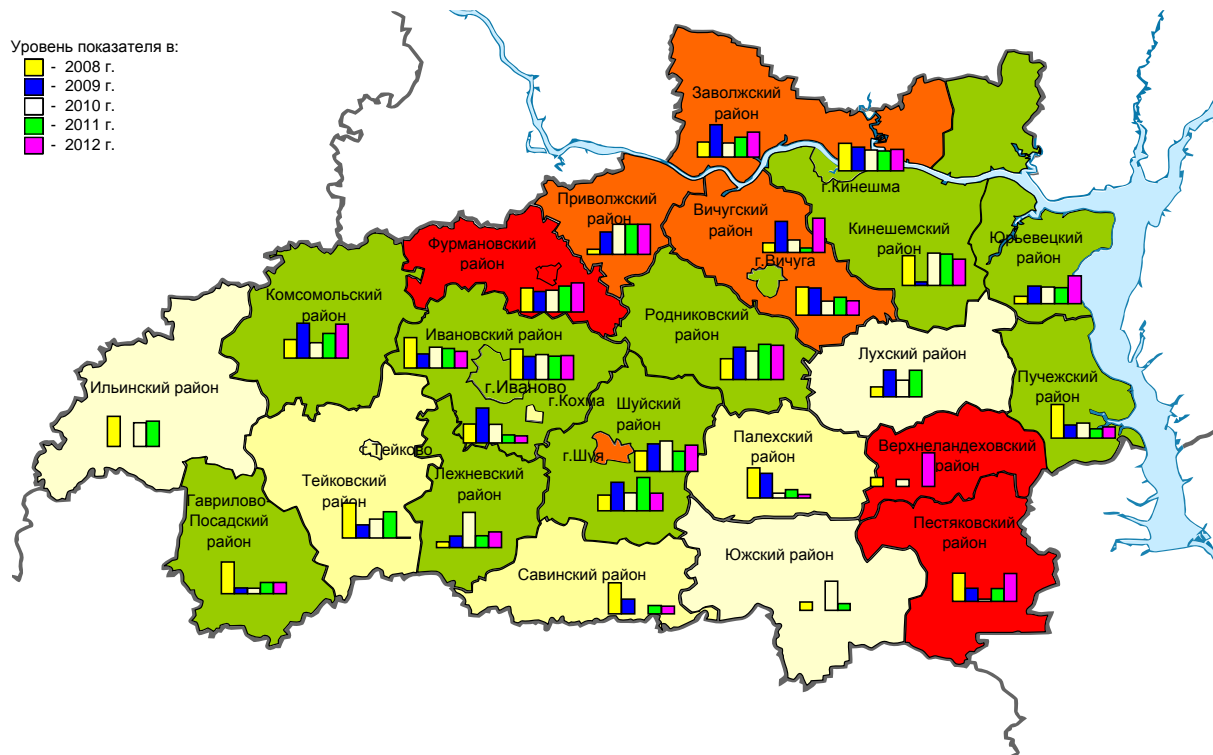 Уровень показателя в:
- 2008 г.
- 2009 г.
- 2010 г.
- 2011 г.
- 2012 г.
Заволжский
район
г.Кинешма
Приволжский
район
Вичугский
район
Кинешемский
район
Юрьевецкий
район
Фурмановский
район
г.Вичуга
Комсомольский
район
Ивановский район
Родниковский
район
Лухский район
Ильинский район
г.Иваново
г.Кохма
Шуйский
район
Пучежский
район
Палехский
район
Верхнеландеховский
район
г.Тейково
г.Шуя
Тейковский
район
Лежневский
район
Гаврилово-
Посадский
район
Пестяковский
район
Южский район
Савинский район